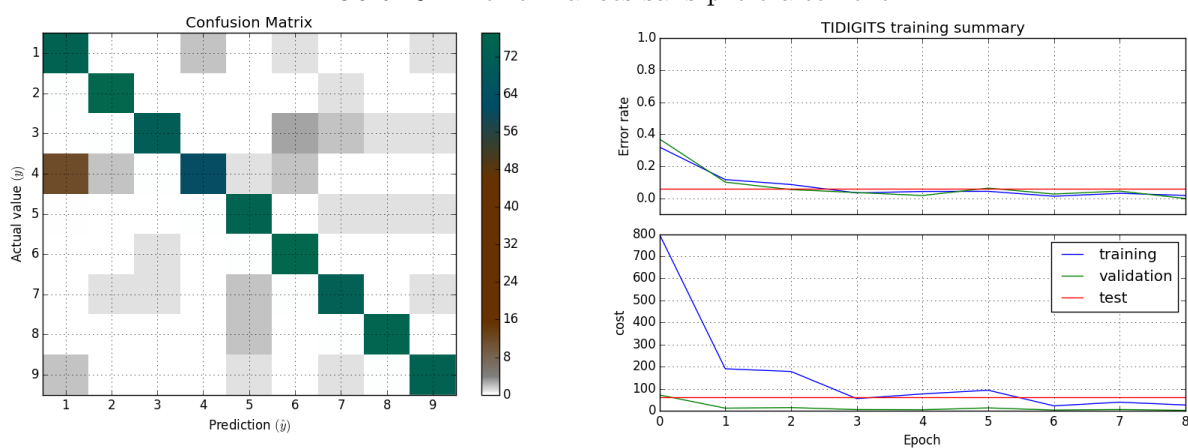 Confusion Matrix
Actual value (y)
1
2
3
4
5
6
7
8
9
1 2 3 4 5 6 7 8 9
Prediction (ŷ)
72
64
56
48
40
32
24
16
8
0
TIDIGITS training summary
Error rate
1.0
0.8
0.6
0.4
0.2
0.0
cost
800
700
600
500
400
300
200
100
0
training
validation
test
0 1 2 3 4 5 6 7 8
Epoch